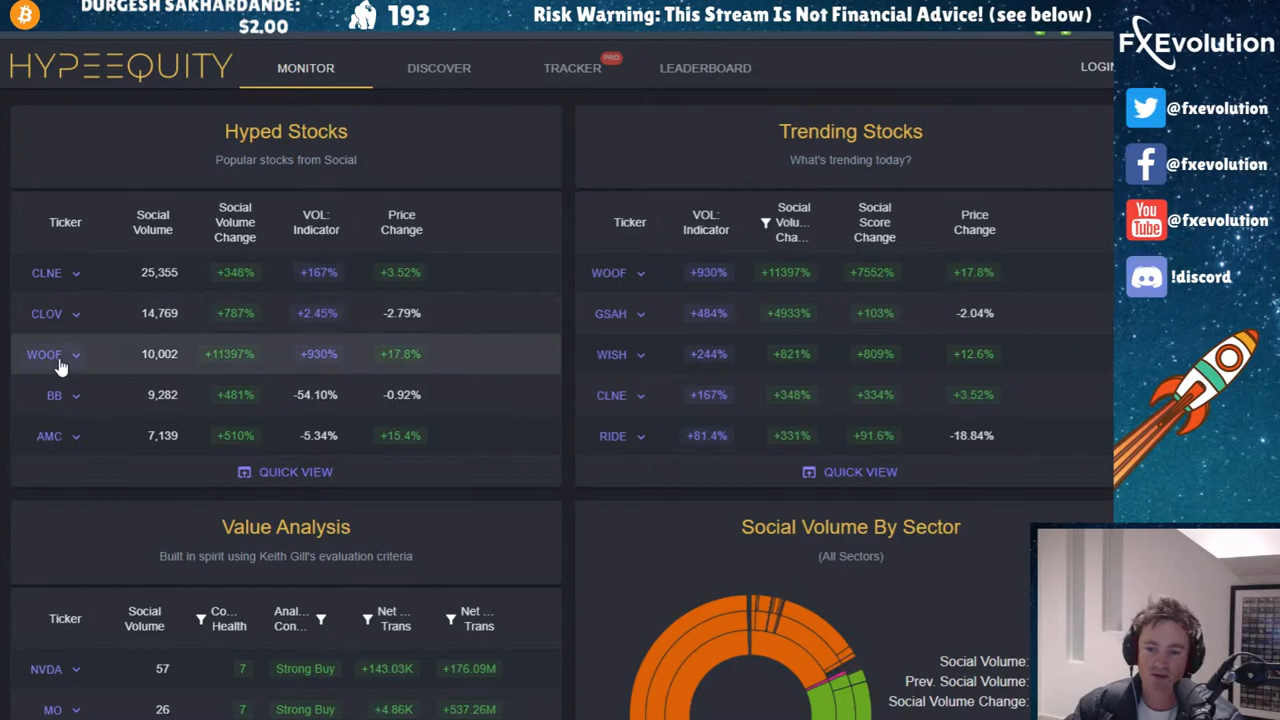 DURGESH SAKHARDANDE:
$2.00
193
Risk Warning: This Stream Is Not Financial Advice! (see below)
FXEvolution
HYPEEQUITY
MONITOR
DISCOVER
TRACKER
PRO
LEADERBOARD
LOGIN
@fxevolution
@fxevolution
You
Tube
@fxevolution
!discord
Hyped Stocks
Popular stocks from Social
Ticker
Social
Volume
Social
Volume
Change
VOL:
Indicator
Price
Change
CLNE 25,355 +348% +167% +3.52%
CLOV 14,769 +787% +2.45% -2.79%
WOOF 10,002 +11397% +930% +17.8%
BB 9,282 +481% -54.10% -0.92%
AMC 7,139 +510% -5.34% +15.4%
QUICK VIEW
Trending Stocks
What's trending today?
Ticker
VOL:
Indicator
Social
Volu...
Cha...
Social
Score
Change
Price
Change
WOOF +930% +11397% +7552% +17.8%
GSAH +484% +4933% +103% -2.04%
WISH +244% +821% +809% +12.6%
CLNE +167% +348% +334% +3.52%
RIDE +81.4% +331% +91.6% -18.84%
QUICK VIEW
Value Analysis
Built in spirit using Keith Gill's evaluation criteria
Ticker
Social
Volume
Co...
Health
Anal...
Con...
Net ...
Trans
Net ...
Trans
NVDA 57 7 Strong Buy +143.03K +176.09M
MO 26 7 Strong Buy +4.86K +537.26M
Social Volume By Sector
(All Sectors)
Social Volume:
Prev. Social Volume:
Social Volume Change: